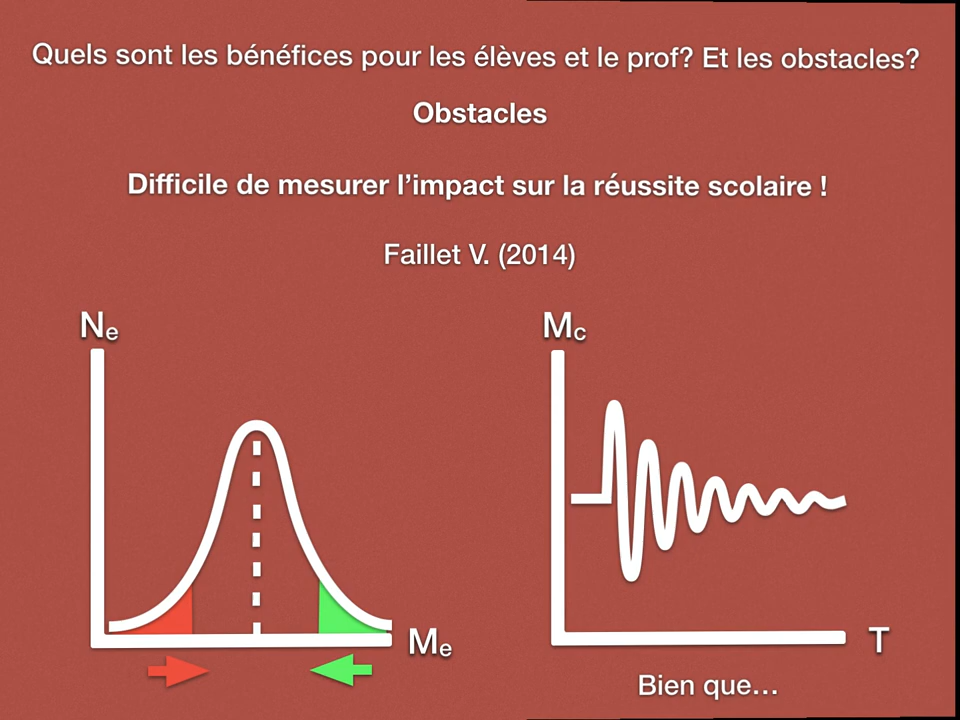 Quels sont les bénéfices pour les élèves et le prof? Et les obstacles?
Obstacles
Difficile de mesurer l’impact sur la réussite scolaire !
Faillet V. (2014)
Ne
Me
Mc
T
Bien que…